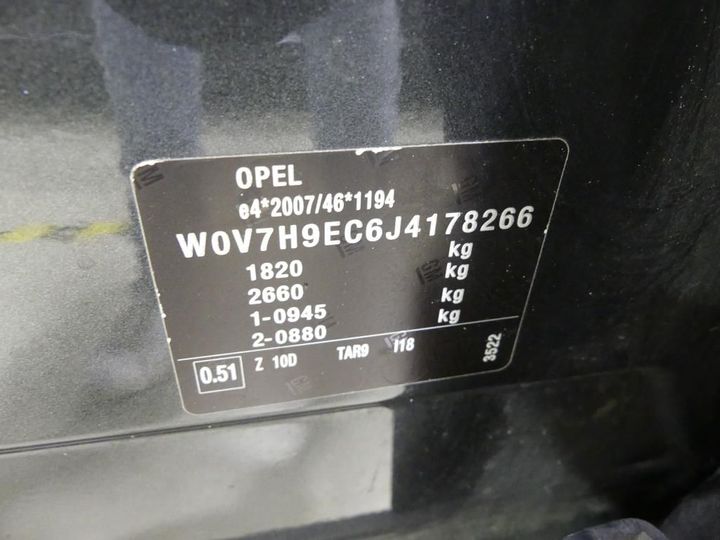 OPEL
e4*2007/46*1194
W0V7H9EC6J4178266
1820 kg
2660 kg
1-0945 kg
2-0880 kg
0.51 Z 10D TAR9 I18 3522